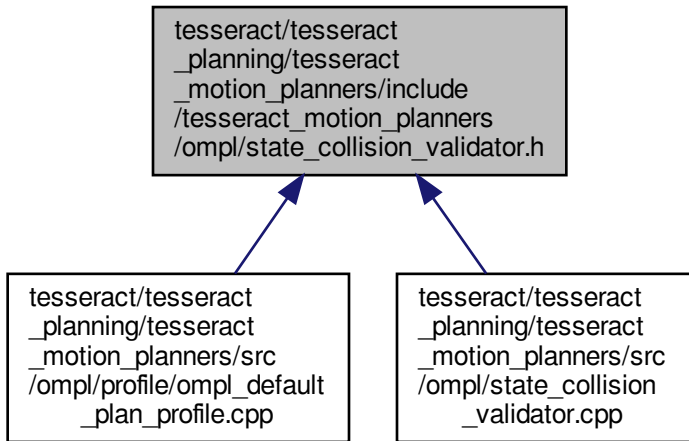 tesseract/tesseract
_planning/tesseract
_motion_planners/include
/tesseract_motion_planners
/ompl/state_collision_validator.h
tesseract/tesseract
_planning/tesseract
_motion_planners/src
/ompl/profile/ompl_default
_plan_profile.cpp
tesseract/tesseract
_planning/tesseract
_motion_planners/src
/ompl/state_collision
_validator.cpp